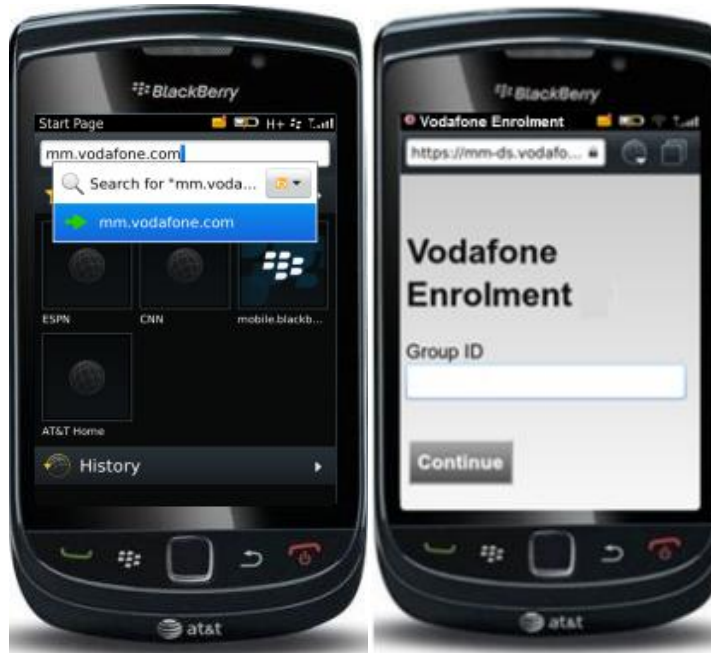 BlackBerry
Start Page
H+
mm.vodafone.com
Search for "mm.voda...
mm.vodafone.com
ESPN
CNN
mobile.blackb...
AT&T Home
History
at&t
BlackBerry
Vodafone Enrolment
https://mm-ds.vodafo...
Vodafone
Enrolment
Group ID
Continue
at&t